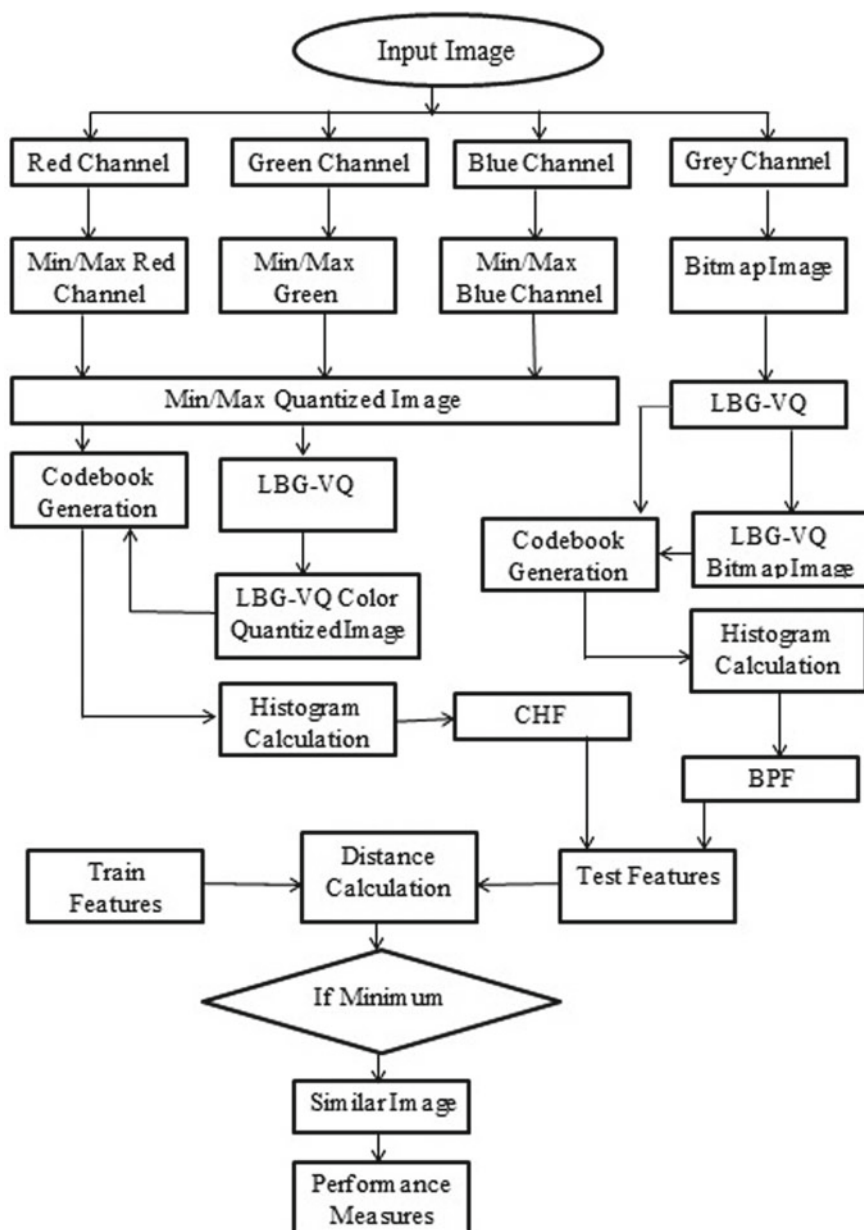 Input Image
Red Channel
Green Channel
Blue Channel
Grey Channel
Min/Max Red
Channel
Min/Max
Green
Min/Max
Blue Channel
Bitmap Image
Min/Max Quantized Image
LBG-VQ
Codebook
Generation
LBG-VQ
Codebook
Generation
LBG-VQ
Bitmap Image
LBG-VQ Color
Quantized Image
Histogram
Calculation
Histogram
Calculation
CHF
BPF
Train
Features
Distance
Calculation
Test Features
If Minimum
Similar Image
Performance
Measures